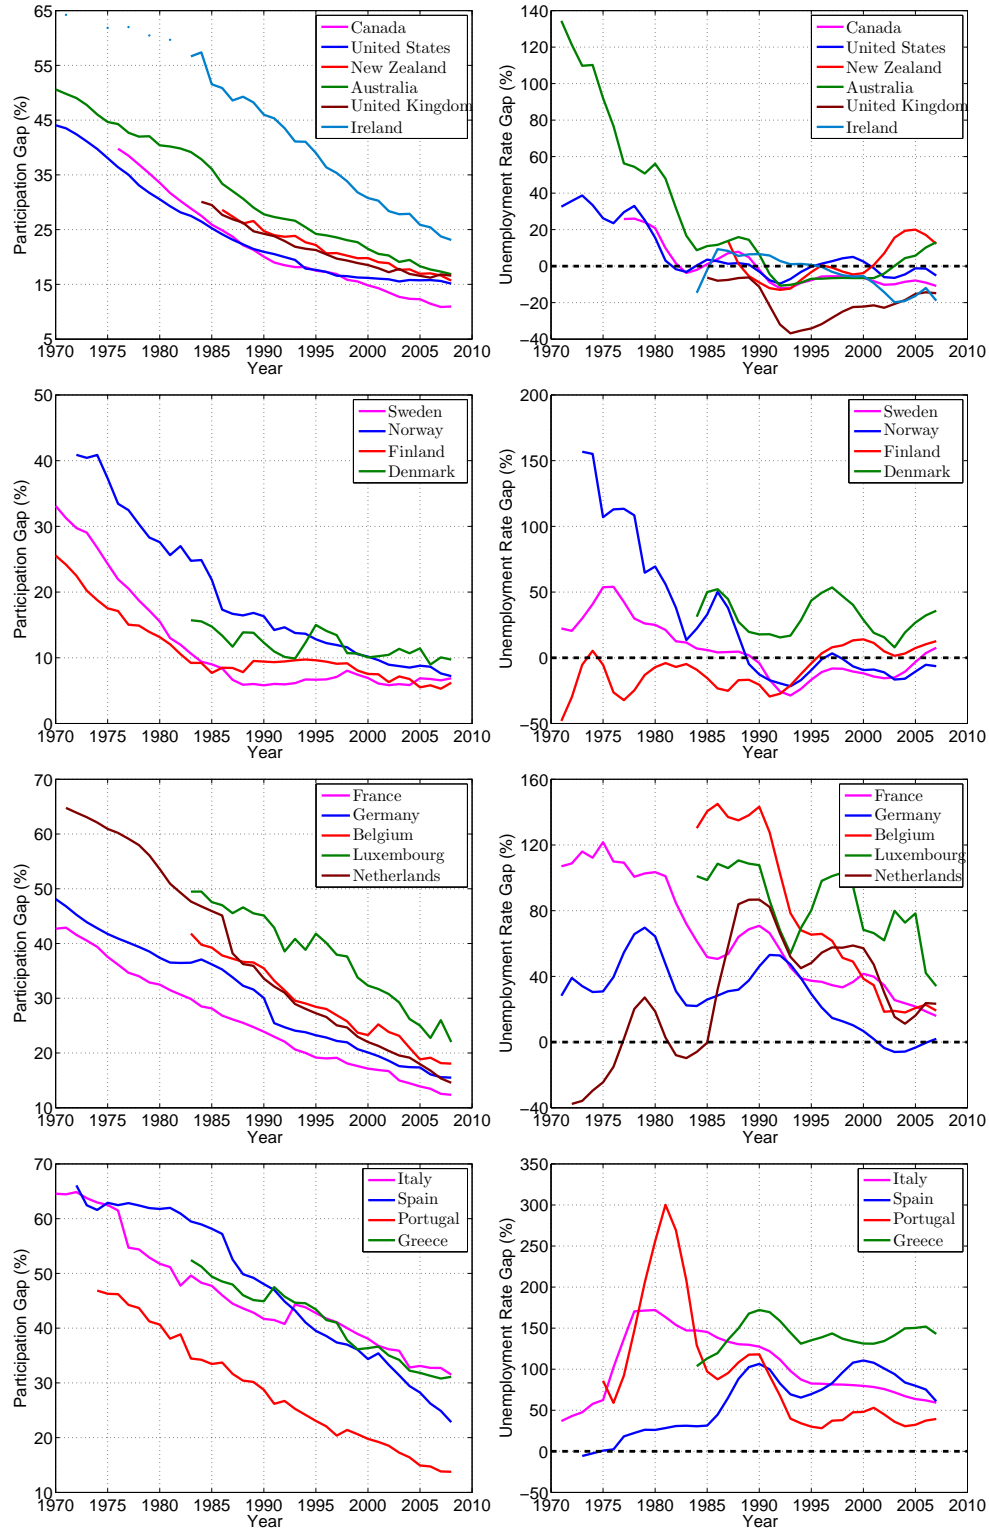 65
55
45
35
25
15
5
Participation Gap (%)
Canada
United States
New Zealand
Australia
United Kingdom
Ireland
1970 1975 1980 1985 1990 1995 2000 2005 2010
Year
140
120
100
80
60
40
20
0
−20
−40
Unemployment Rate Gap (%)
Canada
United States
New Zealand
Australia
United Kingdom
Ireland
1970 1975 1980 1985 1990 1995 2000 2005 2010
Year
50
40
30
20
10
0
Participation Gap (%)
Sweden
Norway
Finland
Denmark
1970 1975 1980 1985 1990 1995 2000 2005 2010
Year
200
150
100
50
0
−50
Unemployment Rate Gap (%)
Sweden
Norway
Finland
Denmark
1970 1975 1980 1985 1990 1995 2000 2005 2010
Year
70
60
50
40
30
20
10
Participation Gap (%)
France
Germany
Belgium
Luxembourg
Netherlands
1970 1975 1980 1985 1990 1995 2000 2005 2010
Year
160
120
80
40
0
−40
Unemployment Rate Gap (%)
France
Germany
Belgium
Luxembourg
Netherlands
1970 1975 1980 1985 1990 1995 2000 2005 2010
Year
70
60
50
40
30
20
10
Participation Gap (%)
Italy
Spain
Portugal
Greece
1970 1975 1980 1985 1990 1995 2000 2005 2010
Year
350
300
250
200
150
100
50
0
−50
Unemployment Rate Gap (%)
Italy
Spain
Portugal
Greece
1970 1975 1980 1985 1990 1995 2000 2005 2010
Year